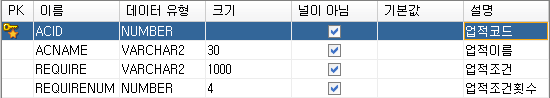 PK 이름 데이터 유형 크기 널이 아님 기본값 설명
ACID NUMBER 업적코드
ACNAME VARCHAR2 30 업적이름
REQUIRE VARCHAR2 1000 업적조건
REQUIRENUM NUMBER 4 업적조건횟수